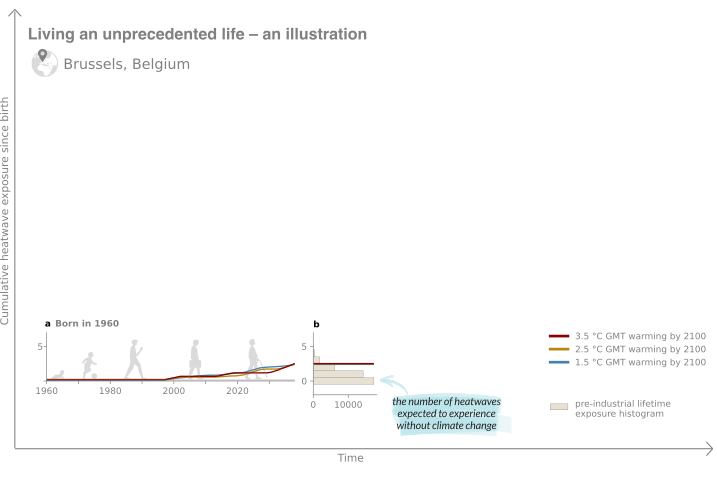 Living an unprecedented life – an illustration
Brussels, Belgium
Cumulative heatwave exposure since birth
a Born in 1960
5
1960
1980
2000
2020
b
5
0
0
10000
the number of heatwaves
expected to experience
without climate change
3.5 °C GMT warming by 2100
2.5 °C GMT warming by 2100
1.5 °C GMT warming by 2100
pre-industrial lifetime
exposure histogram
Time